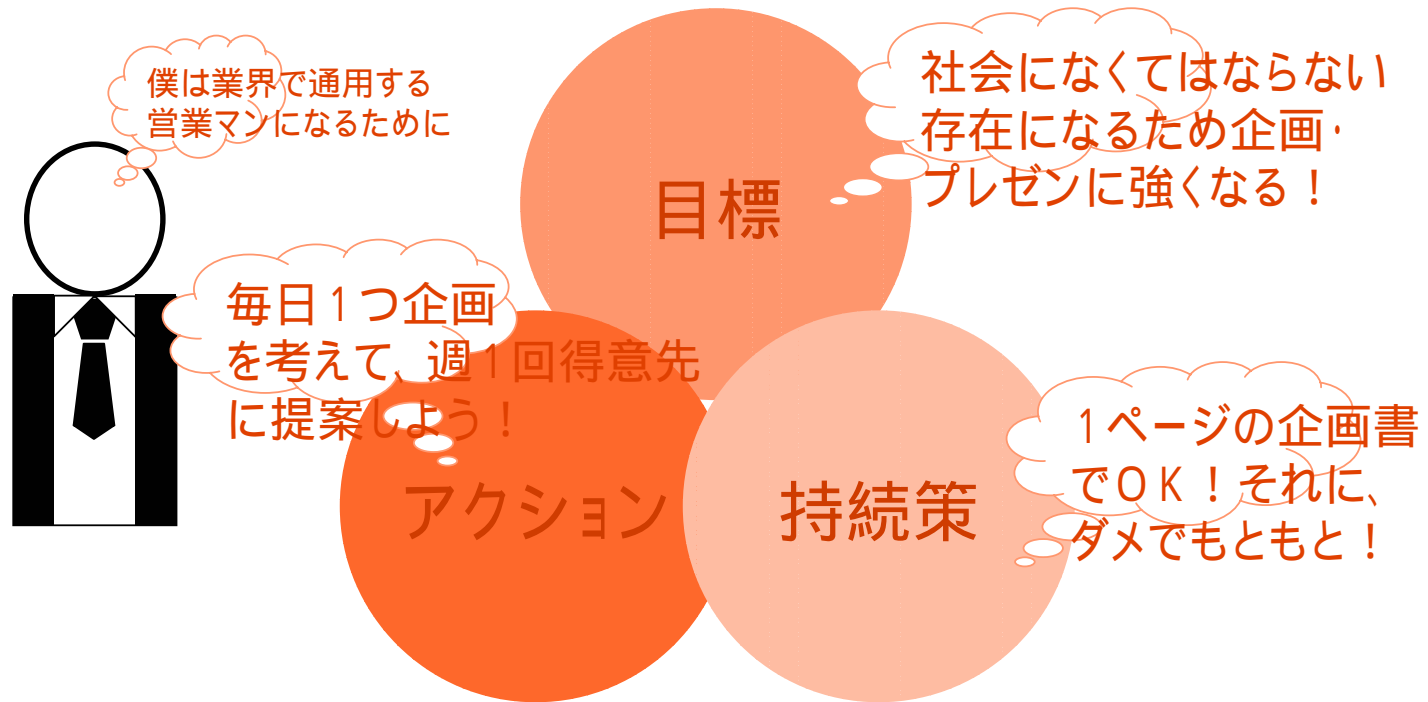 僕は業界で通用する
営業マンになるために
社会になくてはならない
存在になるため企画・
プレゼンに強くなる！
目標
毎日１つ企画
を考えて、週１回得意先
に提案しよう！
アクション
持続策
１ページの企画書
でＯＫ！それに、
ダメでもともと！